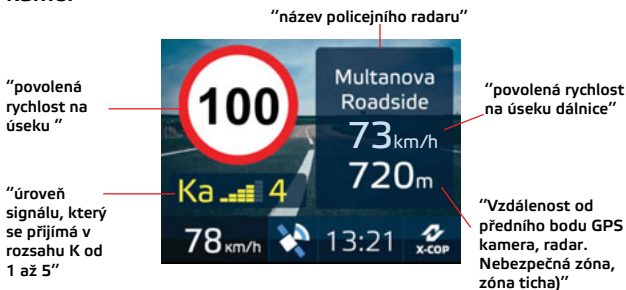 "název policejního radaru"
"povolená
rychlost na
úseku "
100
Multanova
Roadside
73km/h
720m
"povolená rychlost
na úseku dálnice"
"úroveň
signálu, který
se přijímá v
rozsahu K od
1 až 5"
Ka 4
78 km/h 13:21 X-COP
"Vzdálenost od
předního bodu GPS
kamera, radar.
Nebezpečná zóna,
zóna ticha)"